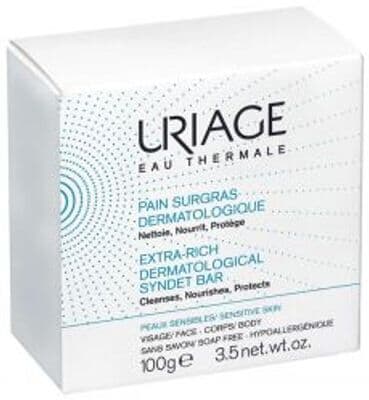 URIAGE
EAU THERMALE
PAIN SURGRAS
DERMATOLOGIQUE
Nettoie, Nourrit, Protège
EXTRA-RICH
DERMATOLOGICAL
SYNDET BAR
Cleanses, Nourishes, Protects
PEAUX SENSIBLES/ SENSITIVE SKIN
VISAGE/ FACE - CORPS/ BODY
SANS SAVON/ SOAP FREE - HYPOALLERGÉNIQUE
100g℮ 3.5 net.wt.oz.